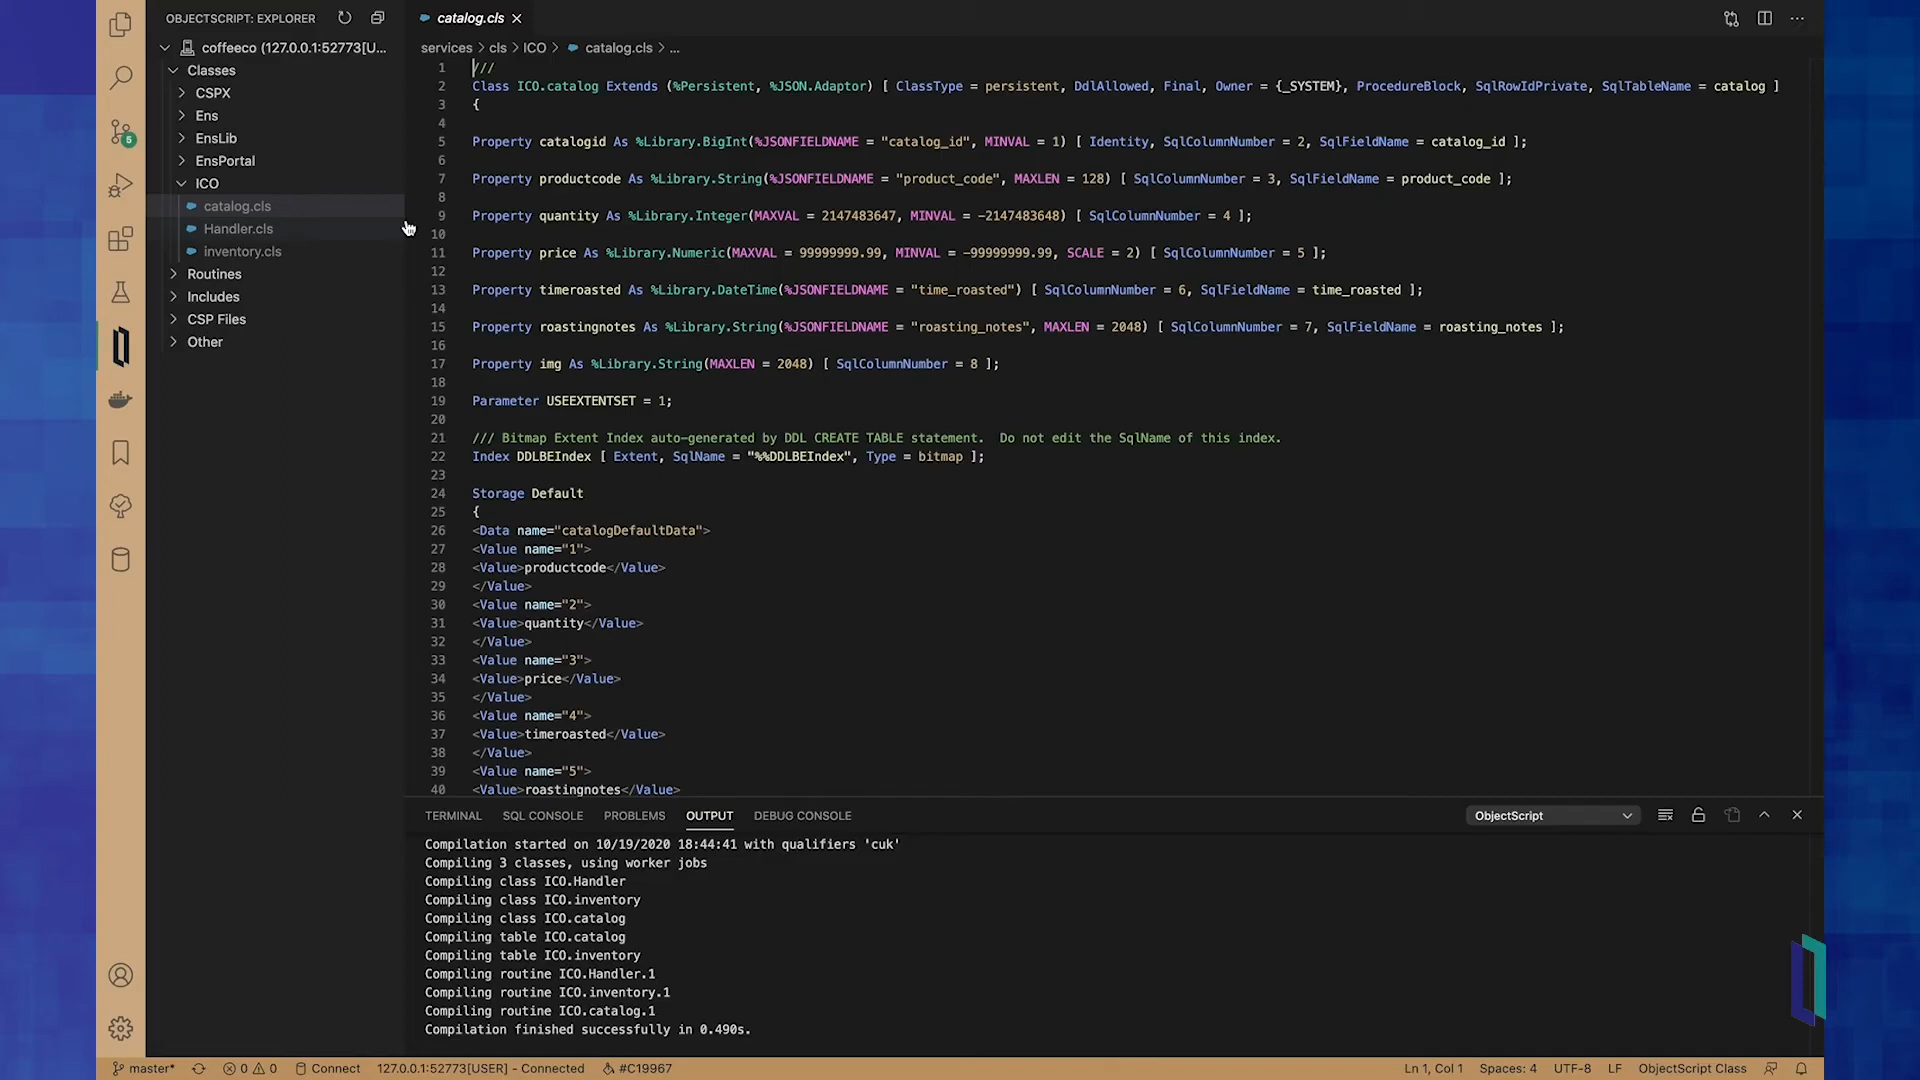 OBJECTSCRIPT: EXPLORER
coffeeco (127.0.0.1:52773[U...
Classes
CSPX
Ens
EnsLib
EnsPortal
ICO
catalog.cls
Handler.cls
inventory.cls
Routines
Includes
CSP Files
Other
5
catalog.cls
services > cls > ICO > catalog.cls > ...
1 ///
2 Class ICO.catalog Extends (%Persistent, %JSON.Adaptor) [ ClassType = persistent, DdlAllowed, Final, Owner = {_SYSTEM}, ProcedureBlock, SqlRowIdPrivate, SqlTableName = catalog ]
3 {
4
5 Property catalogid As %Library.BigInt(%JSONFIELDNAME = "catalog_id", MINVAL = 1) [ Identity, SqlColumnNumber = 2, SqlFieldName = catalog_id ];
6
7 Property productcode As %Library.String(%JSONFIELDNAME = "product_code", MAXLEN = 128) [ SqlColumnNumber = 3, SqlFieldName = product_code ];
8
9 Property quantity As %Library.Integer(MAXVAL = 2147483647, MINVAL = -2147483648) [ SqlColumnNumber = 4 ];
10
11 Property price As %Library.Numeric(MAXVAL = 99999999.99, MINVAL = -99999999.99, SCALE = 2) [ SqlColumnNumber = 5 ];
12
13 Property timeroasted As %Library.DateTime(%JSONFIELDNAME = "time_roasted") [ SqlColumnNumber = 6, SqlFieldName = time_roasted ];
14
15 Property roastingnotes As %Library.String(%JSONFIELDNAME = "roasting_notes", MAXLEN = 2048) [ SqlColumnNumber = 7, SqlFieldName = roasting_notes ];
16
17 Property img As %Library.String(MAXLEN = 2048) [ SqlColumnNumber = 8 ];
18
19 Parameter USEEXTENTSET = 1;
20
21 /// Bitmap Extent Index auto-generated by DDL CREATE TABLE statement.  Do not edit the SqlName of this index.
22 Index DDLBEIndex [ Extent, SqlName = "%%DDLBEIndex", Type = bitmap ];
23
24 Storage Default
25 {
26 <Data name="catalogDefaultData">
27 <Value name="1">
28 <Value>productcode</Value>
29 </Value>
30 <Value name="2">
31 <Value>quantity</Value>
32 </Value>
33 <Value name="3">
34 <Value>price</Value>
35 </Value>
36 <Value name="4">
37 <Value>timeroasted</Value>
38 </Value>
39 <Value name="5">
40 <Value>roastingnotes</Value>
TERMINAL SQL CONSOLE PROBLEMS OUTPUT DEBUG CONSOLE ObjectScript
Compilation started on 10/19/2020 18:44:41 with qualifiers 'cuk'
Compiling 3 classes, using worker jobs
Compiling class ICO.Handler
Compiling class ICO.inventory
Compiling class ICO.catalog
Compiling table ICO.catalog
Compiling table ICO.inventory
Compiling routine ICO.Handler.1
Compiling routine ICO.inventory.1
Compiling routine ICO.catalog.1
Compilation finished successfully in 0.490s.
master* 0 0 Connect 127.0.0.1:52773[USER] - Connected #C19967 Ln 1, Col 1 Spaces: 4 UTF-8 LF ObjectScript Class